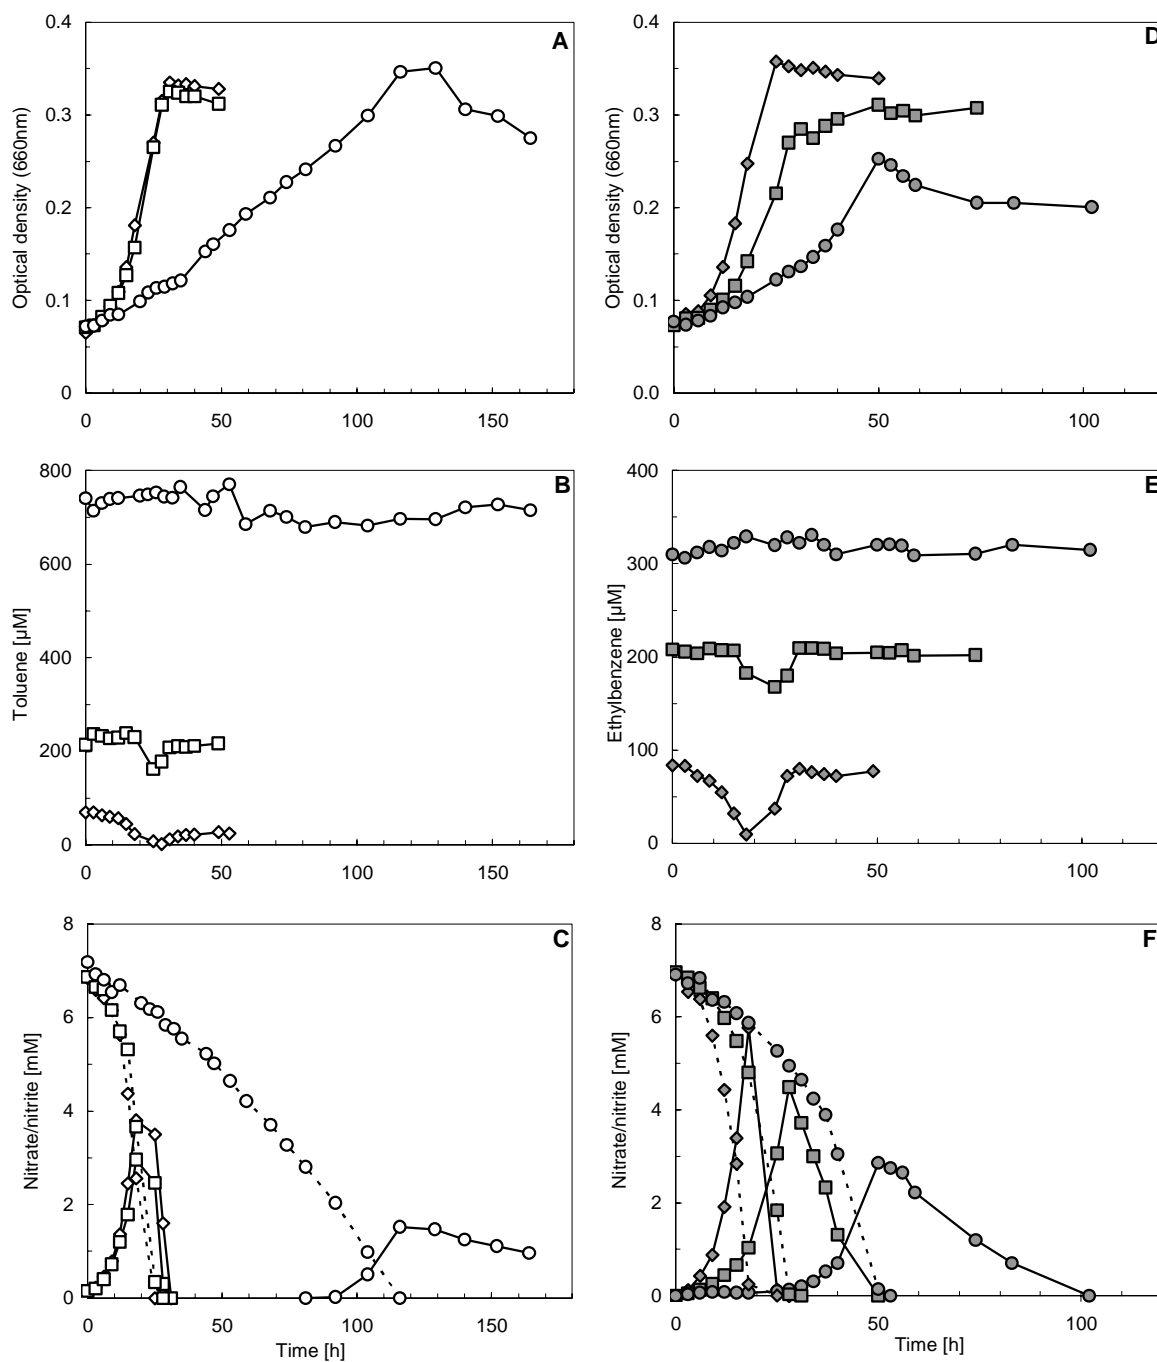 A
Optical density (660nm)
0.4
0.3
0.2
0.1
0
0 50 100 150
D
Optical density (660nm)
0.4
0.3
0.2
0.1
0.0
0 50 100
B
Toluene [µM]
800
600
400
200
0
0 50 100 150
E
Ethylbenzene [µM]
400
300
200
100
0
0 50 100
C
Nitrate/nitrite [mM]
8
6
4
2
0
0 50 100 150
Time [h]
F
Nitrate/nitrite [mM]
8
6
4
2
0
0 50 100
Time [h]